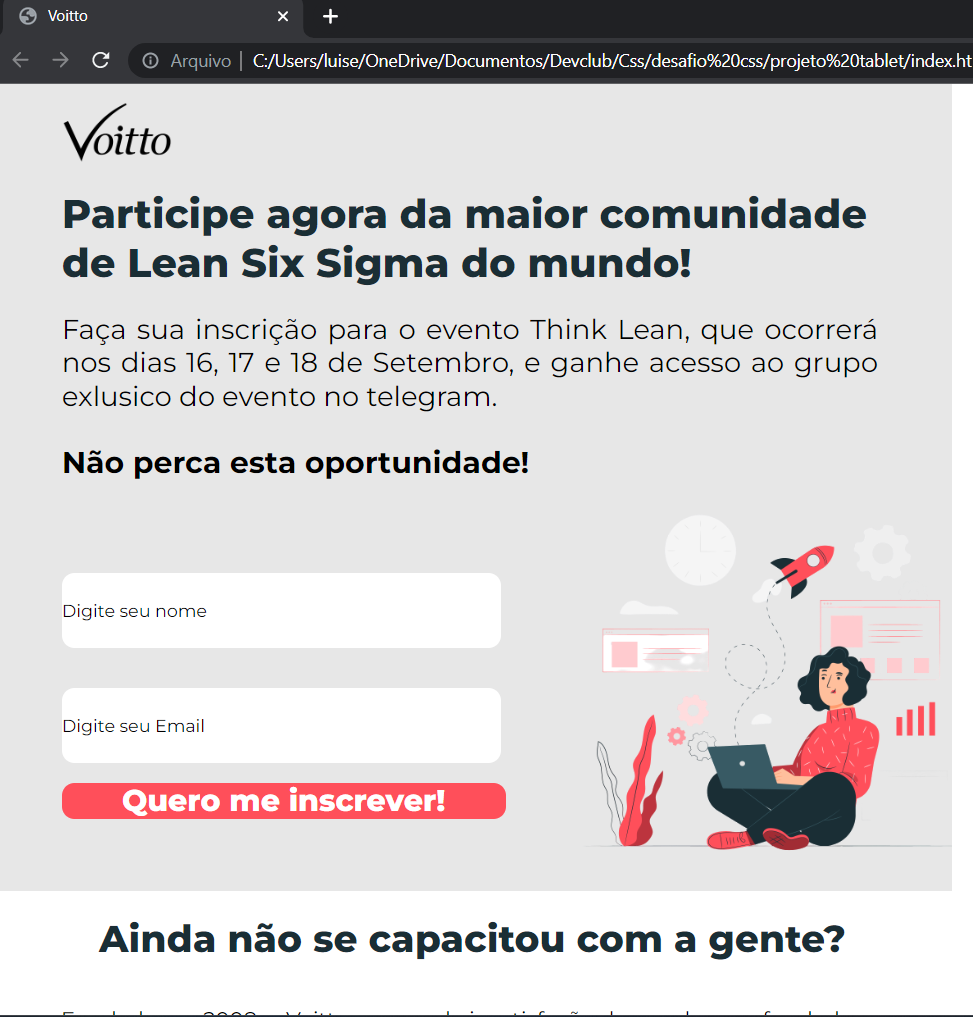 Voitto
Arquivo | C:/Users/luise/OneDrive/Documentos/Devclub/Css/desafio%20css/projeto%20tablet/index.ht
Voitto
Participe agora da maior comunidade
de Lean Six Sigma do mundo!
Faça sua inscrição para o evento Think Lean, que ocorrerá
nos dias 16, 17 e 18 de Setembro, e ganhe acesso ao grupo
exlusico do evento no telegram.
Não perca esta oportunidade!
Digite seu nome
Digite seu Email
Quero me inscrever!
Ainda não se capacitou com a gente?